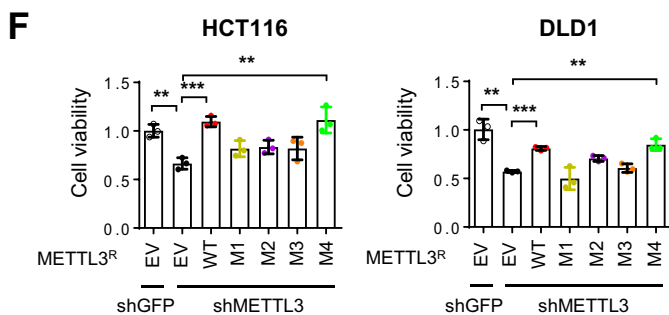 F
HCT116
DLD1
**
**
** ***
** ***
Cell viability
1.5
1.0
0.5
0.0
Cell viability
1.5
1.0
0.5
0.0
METTL3ᴿ EV EV WT M1 M2 M3 M4
METTL3ᴿ EV EV WT M1 M2 M3 M4
shGFP shMETTL3
shGFP shMETTL3